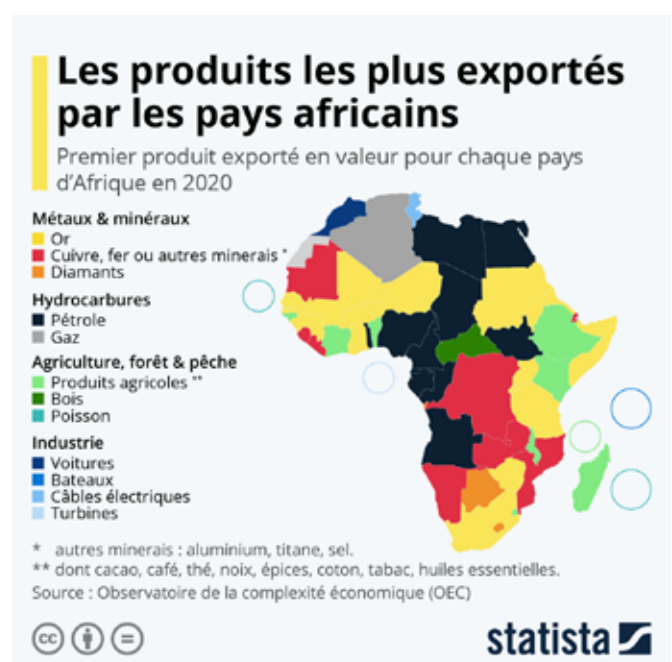 Les produits les plus exportés
par les pays africains
Premier produit exporté en valeur pour chaque pays
d'Afrique en 2020
Métaux & minéraux
Or
Cuivre, fer ou autres minerais *
Diamants
Hydrocarbures
Pétrole
Gaz
Agriculture, forêt & pêche
Produits agricoles **
Bois
Poisson
Industrie
Voitures
Bateaux
Câbles électriques
Turbines
* autres minerais : aluminium, titane, sel.
** dont cacao, café, thé, noix, épices, coton, tabac, huiles essentielles.
Source : Observatoire de la complexité économique (OEC)
cc
statista